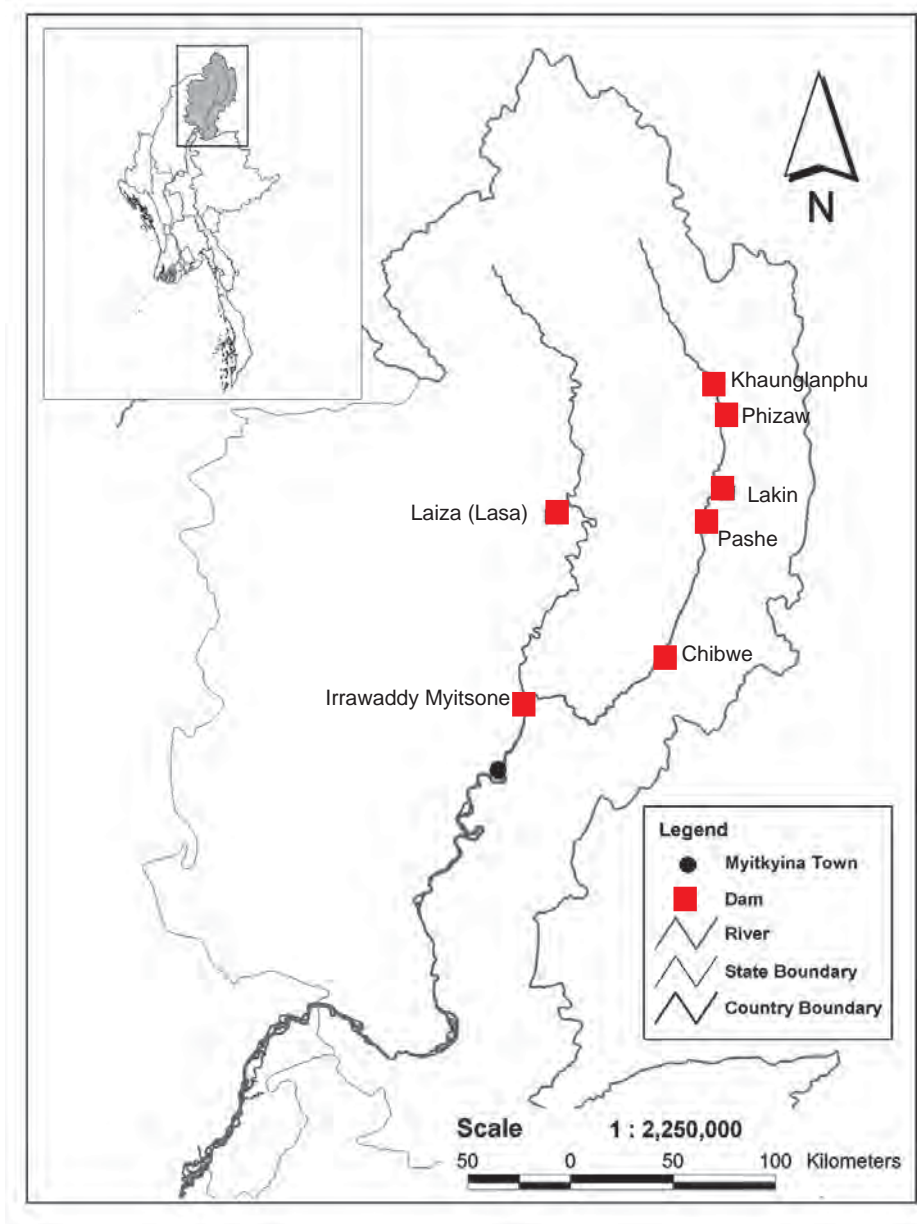 N
Khaunglanphu
Phizaw
Lakin
Laiza (Lasa)
Pashe
Chibwe
Irrawaddy Myitsone
Legend
Myitkyina Town
Dam
River
State Boundary
Country Boundary
Scale 1 : 2,250,000
50 0 50 100 Kilometers